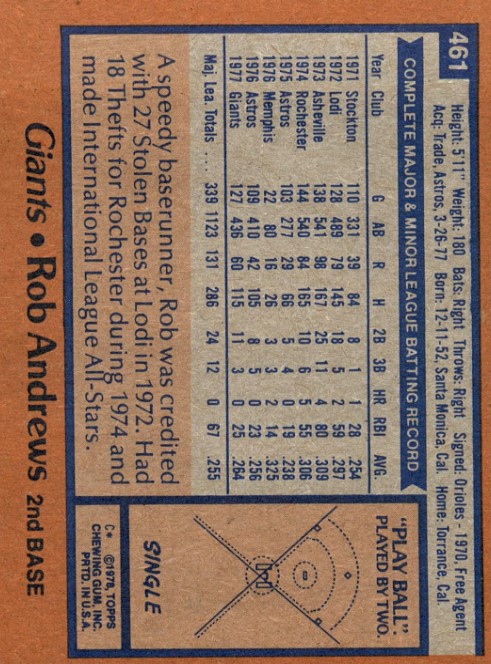 461
Height: 5'11" Weight: 180 Bats: Right Throws: Right Signed: Orioles - 1970, Free Agent
Acq: Trade, Astros, 3-26-77 Born: 12-11-52, Santa Monica, Cal. Home: Torrance, Cal.
COMPLETE MAJOR & MINOR LEAGUE BATTING RECORD
Year Club G AB R H 2B 3B HR RBI AVG
1971 Stockton 110 331 39 84 8 1 1 28 .254
1972 Lodi 128 489 79 145 18 5 2 59 .297
1973 Asheville 138 541 98 167 25 11 4 80 .309
1974 Rochester 144 540 84 165 10 6 5 55 .306
1975 Astros 103 277 29 66 5 4 0 19 .238
1976 Memphis 22 80 16 26 3 3 2 14 .325
1976 Astros 109 410 42 105 8 5 0 23 .256
1977 Giants 127 436 60 115 11 3 0 25 .264
Maj. Lea. Totals .... 339 1123 131 286 24 12 0 67 .255
A speedy baserunner, Rob was credited
with 27 Stolen Bases at Lodi in 1972. Had
18 Thefts for Rochester during 1974 and
made International League All-Stars.
"PLAY BALL"
PLAYED BY TWO.
SINGLE
C* ©1978, TOPPS
CHEWING GUM, INC.
PRTD. IN U.S.A.
Giants • Rob Andrews 2nd BASE